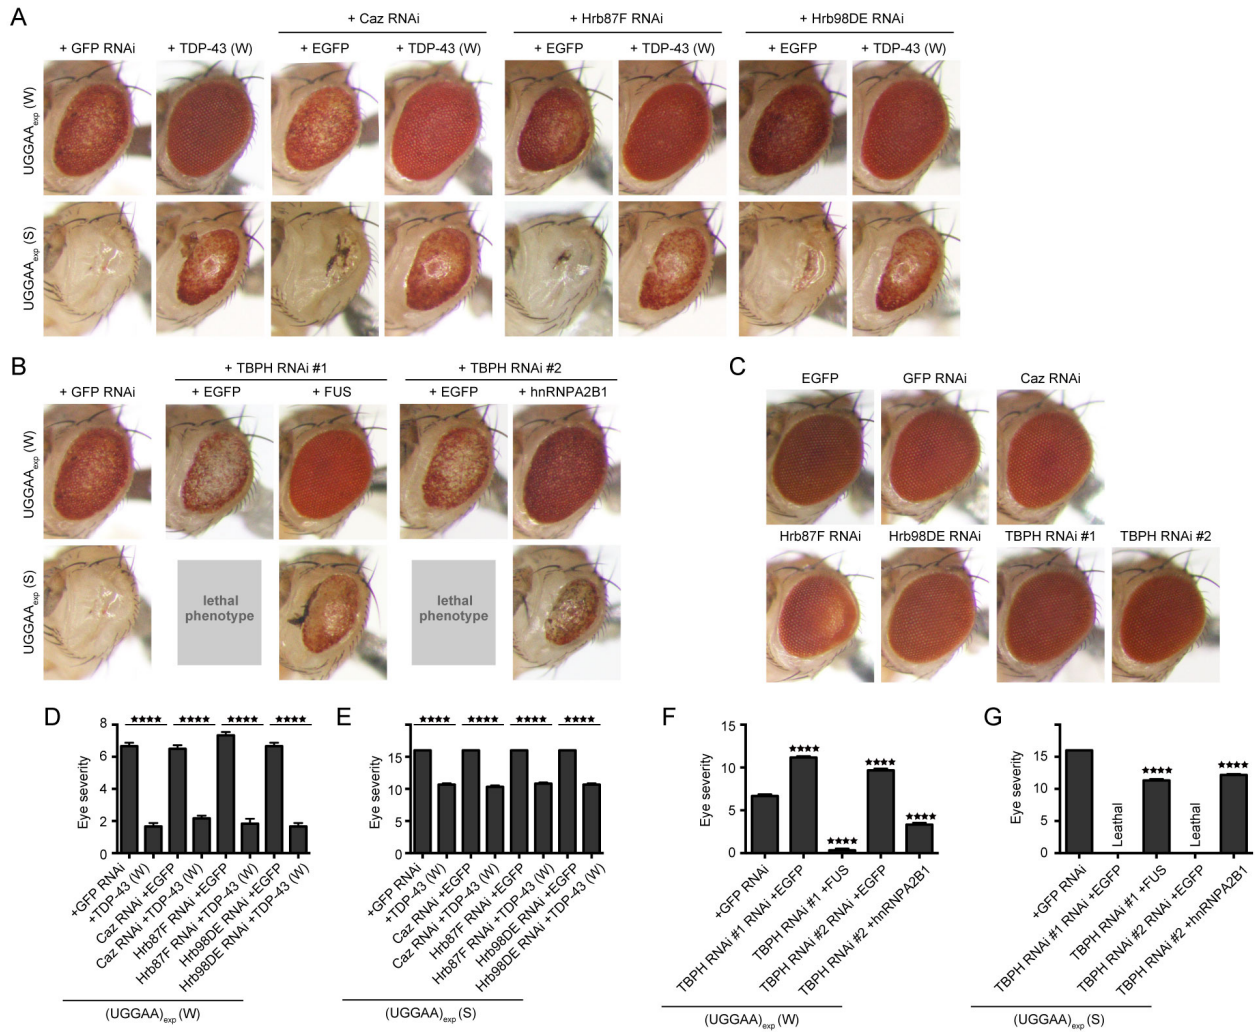 A
+ Caz RNAi
+ Hrb87F RNAi
+ Hrb98DE RNAi
+ GFP RNAi
+ TDP-43 (W)
+ EGFP
+ TDP-43 (W)
+ EGFP
+ TDP-43 (W)
+ EGFP
+ TDP-43 (W)
UGGAAexp (W)
UGGAAexp (S)
B
+ TBPH RNAi #1
+ TBPH RNAi #2
+ GFP RNAi
+ EGFP
+ FUS
+ EGFP
+ hnRNPA2B1
UGGAAexp (W)
UGGAAexp (S)
lethal
phenotype
lethal
phenotype
C
EGFP
GFP RNAi
Caz RNAi
Hrb87F RNAi
Hrb98DE RNAi
TBPH RNAi #1
TBPH RNAi #2
D
Eye severity
8
6
4
2
0
★★★★
★★★★
★★★★
★★★★
+GFP RNAi
+TDP-43 (W)
Caz RNAi +EGFP
Caz RNAi +TDP-43 (W)
Hrb87F RNAi +EGFP
Hrb87F RNAi +TDP-43 (W)
Hrb98DE RNAi +EGFP
Hrb98DE RNAi +TDP-43 (W)
(UGGAA)exp (W)
E
Eye severity
15
10
5
0
★★★★
★★★★
★★★★
★★★★
+GFP RNAi
+TDP-43 (W)
Caz RNAi +EGFP
Caz RNAi +TDP-43 (W)
Hrb87F RNAi +EGFP
Hrb87F RNAi +TDP-43 (W)
Hrb98DE RNAi +EGFP
Hrb98DE RNAi +TDP-43 (W)
(UGGAA)exp (S)
F
Eye severity
15
10
5
0
★★★★
★★★★
★★★★
★★★★
+GFP RNAi
TBPH RNAi #1 RNAi +EGFP
TBPH RNAi #1 +FUS
TBPH RNAi #2 RNAi +EGFP
TBPH RNAi #2 +hnRNPA2B1
(UGGAA)exp (W)
G
Eye severity
15
10
5
0
Leathal
★★★★
Leathal
★★★★
+GFP RNAi
TBPH RNAi #1 RNAi +EGFP
TBPH RNAi #1 +FUS
TBPH RNAi #2 RNAi +EGFP
TBPH RNAi #2 +hnRNPA2B1
(UGGAA)exp (S)